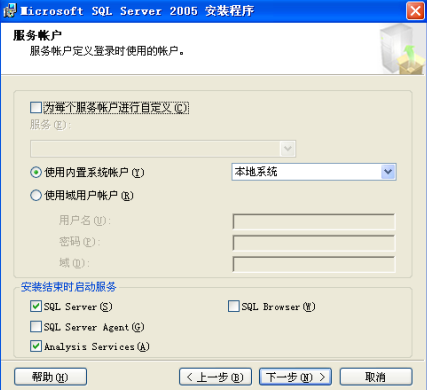 Microsoft SQL Server 2005 安装程序
服务帐户
服务帐户定义登录时使用的帐户。
为每个服务帐户进行自定义(C)
服务(E):
使用内置系统帐户(Y) 本地系统
使用域用户帐户(R)
用户名(U):
密码(P):
域(D):
安装结束时启动服务
SQL Server(S) SQL Browser(W)
SQL Server Agent(G)
Analysis Services(A)
帮助(H) < 上一步(B) 下一步(N) > 取消